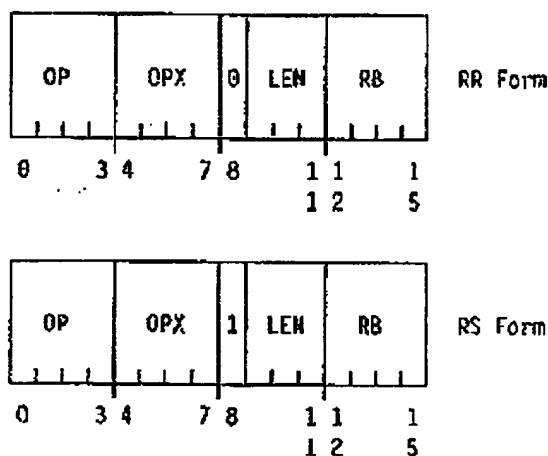 OP OPX 0 LEN RB RR Form
0 3 4 7 8 1 1 1
1 2 5
OP OPX 1 LEN RB RS Form
0 3 4 7 8 1 1 1
1 2 5